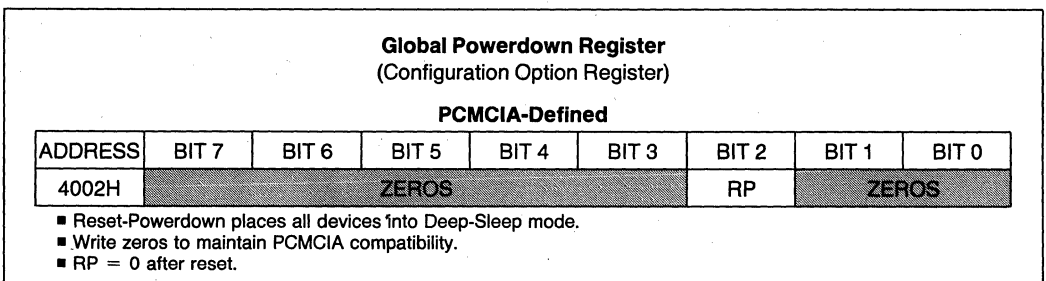 Global Powerdown Register
(Configuration Option Register)
PCMCIA-Defined
ADDRESS BIT 7 BIT 6 BIT 5 BIT 4 BIT 3 BIT 2 BIT 1 BIT 0
4002H ZEROS RP ZEROS
■ Reset-Powerdown places all devices into Deep-Sleep mode.
■ Write zeros to maintain PCMCIA compatibility.
■ RP = 0 after reset.